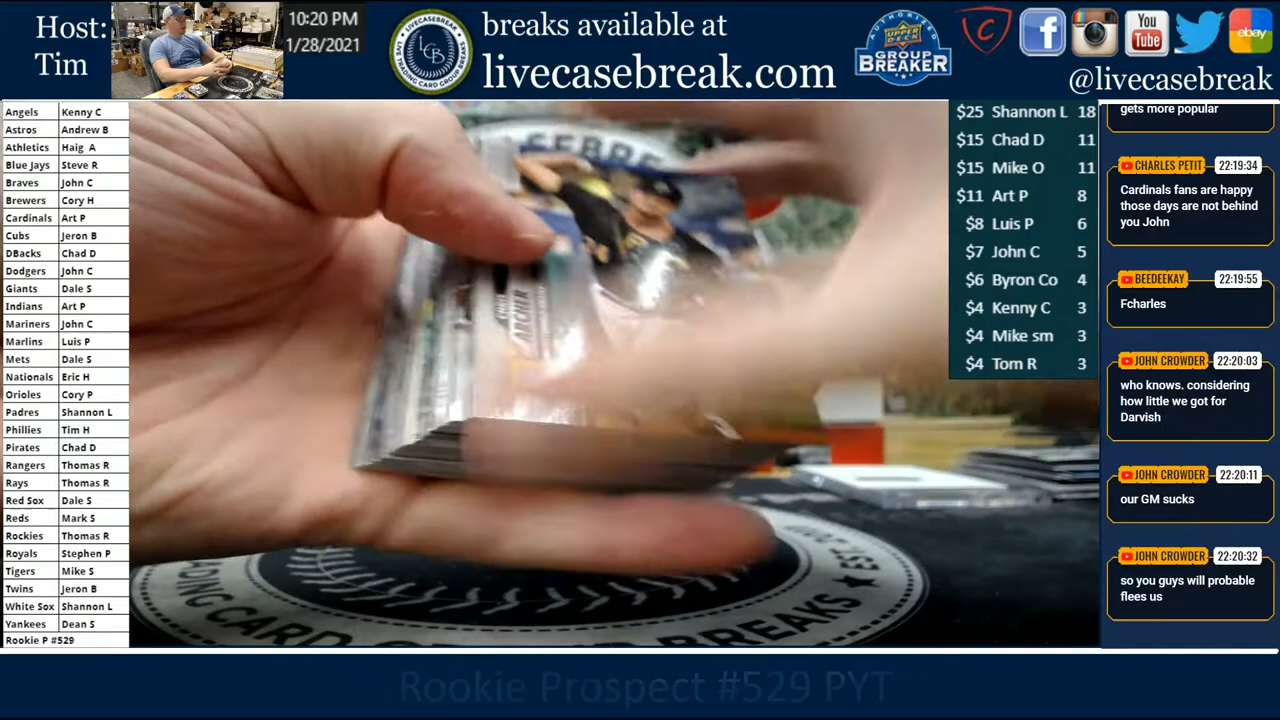 Host:
Tim
10:20 PM
1/28/2021
LIVECASEBREAK
LCB
LIVE TRADING CARD GROUP BREAKS
breaks available at
livecasebreak.com
AUTHORIZED
UPPER DECK
GROUP
BREAKER
You
Tube
ebay
@livecasebreak
Angels Kenny C
Astros Andrew B
Athletics Haig A
Blue Jays Steve R
Braves John C
Brewers Cory H
Cardinals Art P
Cubs Jeron B
DBacks Chad D
Dodgers John C
Giants Dale S
Indians Art P
Mariners John C
Marlins Luis P
Mets Dale S
Nationals Eric H
Orioles Cory P
Padres Shannon L
Phillies Tim H
Pirates Chad D
Rangers Thomas R
Rays Thomas R
Red Sox Dale S
Reds Mark S
Rockies Thomas R
Royals Stephen P
Tigers Mike S
Twins Jeron B
White Sox Shannon L
Yankees Dean S
Rookie P #529
ARCHER
$25 Shannon L 18
$15 Chad D 11
$15 Mike O 11
$11 Art P 8
$8 Luis P 6
$7 John C 5
$6 Byron Co 4
$4 Kenny C 3
$4 Mike sm 3
$4 Tom R 3
gets more popular
CHARLES PETIT 22:19:34
Cardinals fans are happy
those days are not behind
you John
BEEDEEKAY 22:19:55
Fcharles
JOHN CROWDER 22:20:03
who knows. considering
how little we got for
Darvish
JOHN CROWDER 22:20:11
our GM sucks
JOHN CROWDER 22:20:32
so you guys will probable
flees us
Rookie Prospect #529 PYT